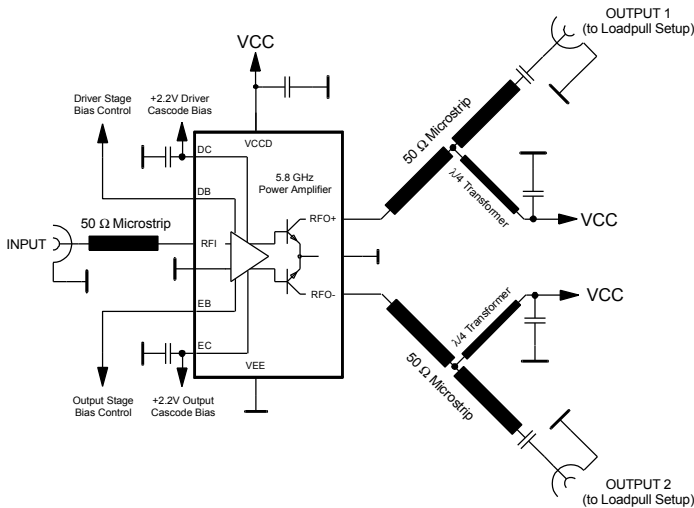 OUTPUT 1
(to Loadpull Setup)
VCC
Driver Stage
Bias Control
+2.2V Driver
Cascode Bias
VCCD
DC
5.8 GHz
Power Amplifier
DB
50 Ω Microstrip
λ/4 Transformer
VCC
50 Ω Microstrip
INPUT
RFI
RFO+
RFO-
EB
EC
VEE
λ/4 Transformer
VCC
50 Ω Microstrip
Output Stage
Bias Control
+2.2V Output
Cascode Bias
OUTPUT 2
(to Loadpull Setup)